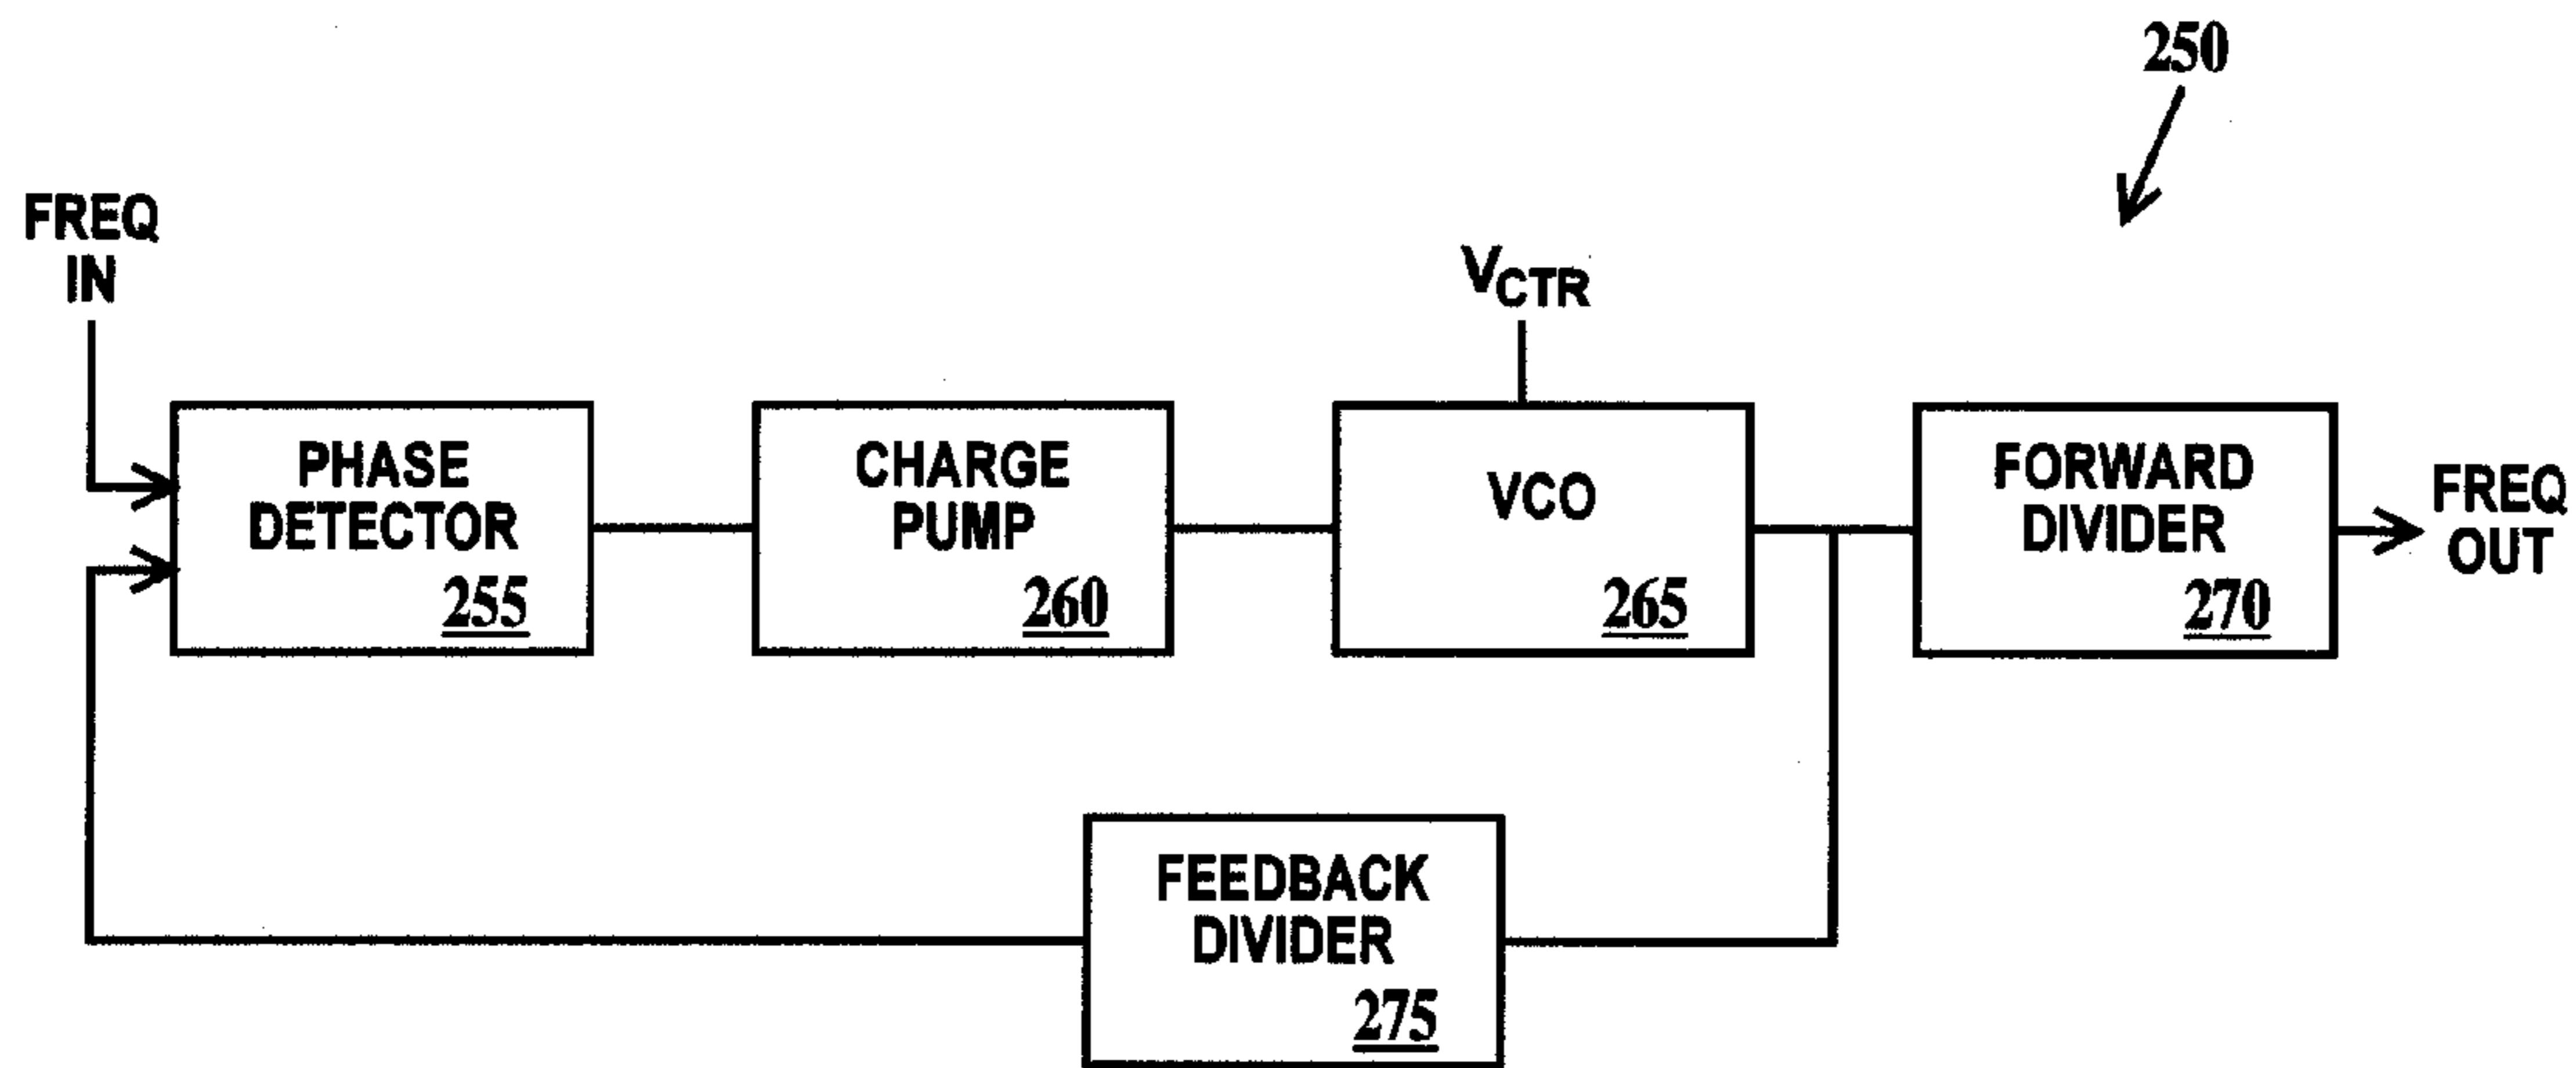 250
FREQ
IN
VCTR
PHASE
DETECTOR
255
CHARGE
PUMP
260
VCO
265
FORWARD
DIVIDER
270
FREQ
OUT
FEEDBACK
DIVIDER
275